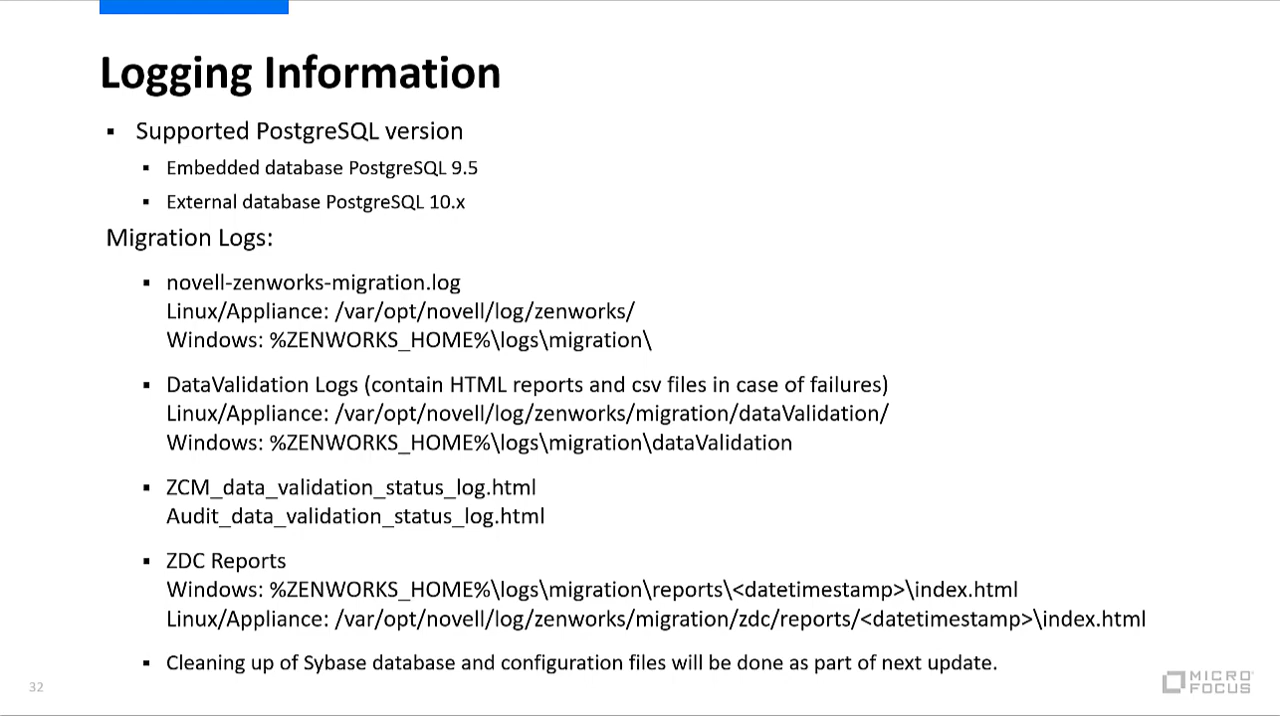 Logging Information
▪ Supported PostgreSQL version
▪ Embedded database PostgreSQL 9.5
▪ External database PostgreSQL 10.x
Migration Logs:
▪ novell-zenworks-migration.log
Linux/Appliance: /var/opt/novell/log/zenworks/
Windows: %ZENWORKS_HOME%\logs\migration\
▪ DataValidation Logs (contain HTML reports and csv files in case of failures)
Linux/Appliance: /var/opt/novell/log/zenworks/migration/dataValidation/
Windows: %ZENWORKS_HOME%\logs\migration\dataValidation
▪ ZCM_data_validation_status_log.html
Audit_data_validation_status_log.html
▪ ZDC Reports
Windows: %ZENWORKS_HOME%\logs\migration\reports\<datetimestamp>\index.html
Linux/Appliance: /var/opt/novell/log/zenworks/migration/zdc/reports/<datetimestamp>\index.html
▪ Cleaning up of Sybase database and configuration files will be done as part of next update.
32
MICRO
FOCUS